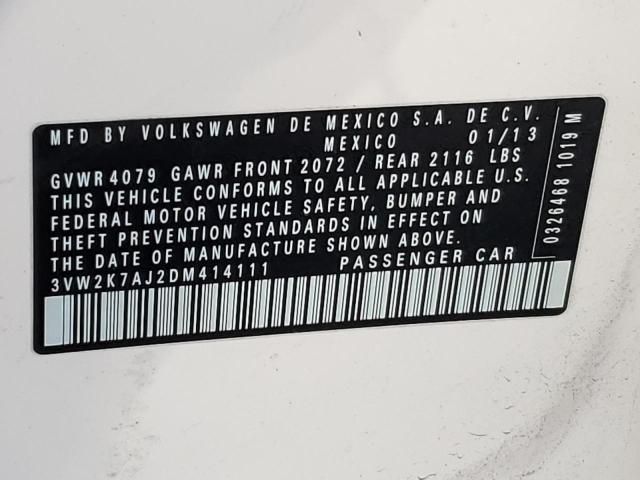 MFD BY VOLKSWAGEN DE MEXICO S.A. DE C.V.
MEXICO 01/13
GVWR 4079 GAWR FRONT 2072 / REAR 2116 LBS
THIS VEHICLE CONFORMS TO ALL APPLICABLE U.S.
FEDERAL MOTOR VEHICLE SAFETY, BUMPER AND
THEFT PREVENTION STANDARDS IN EFFECT ON
THE DATE OF MANUFACTURE SHOWN ABOVE.
3VW2K7AJ2DM414111 PASSENGER CAR
0326468 1019 M